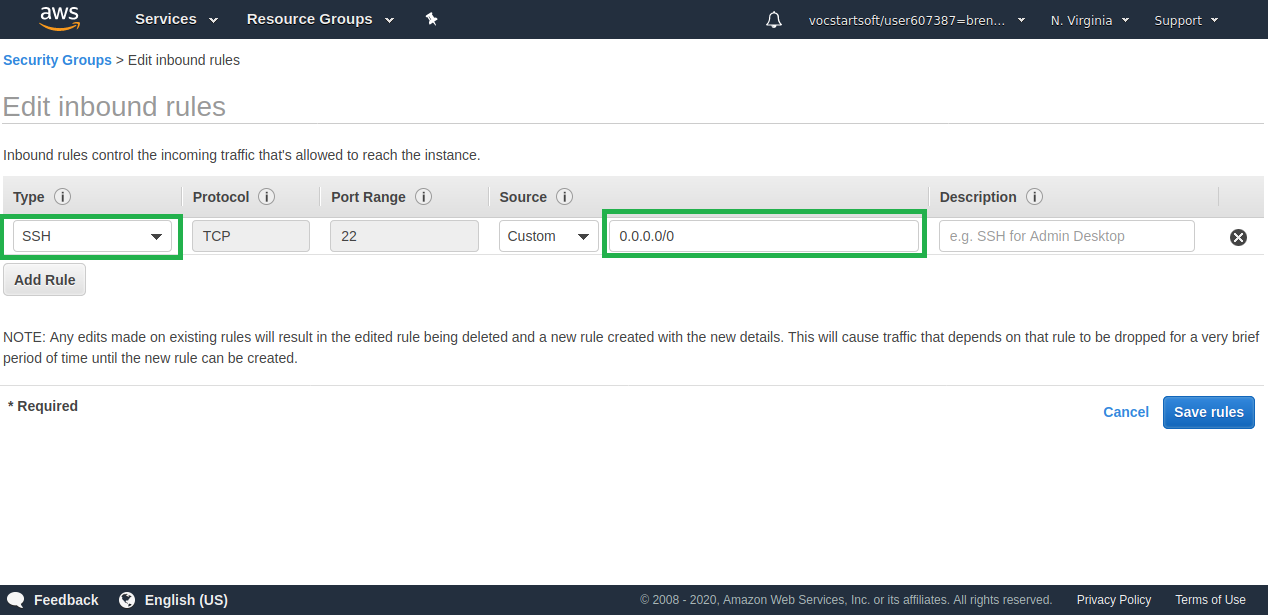 aws Services Resource Groups vocstartsoft/user607387=bren... N. Virginia Support
Security Groups > Edit inbound rules
Edit inbound rules
Inbound rules control the incoming traffic that's allowed to reach the instance.
Type i Protocol i Port Range i Source i Description i
SSH TCP 22 Custom 0.0.0.0/0 e.g. SSH for Admin Desktop
Add Rule
NOTE: Any edits made on existing rules will result in the edited rule being deleted and a new rule created with the new details. This will cause traffic that depends on that rule to be dropped for a very brief
period of time until the new rule can be created.
* Required
Cancel Save rules
Feedback English (US) © 2008 - 2020, Amazon Web Services, Inc. or its affiliates. All rights reserved. Privacy Policy Terms of Use